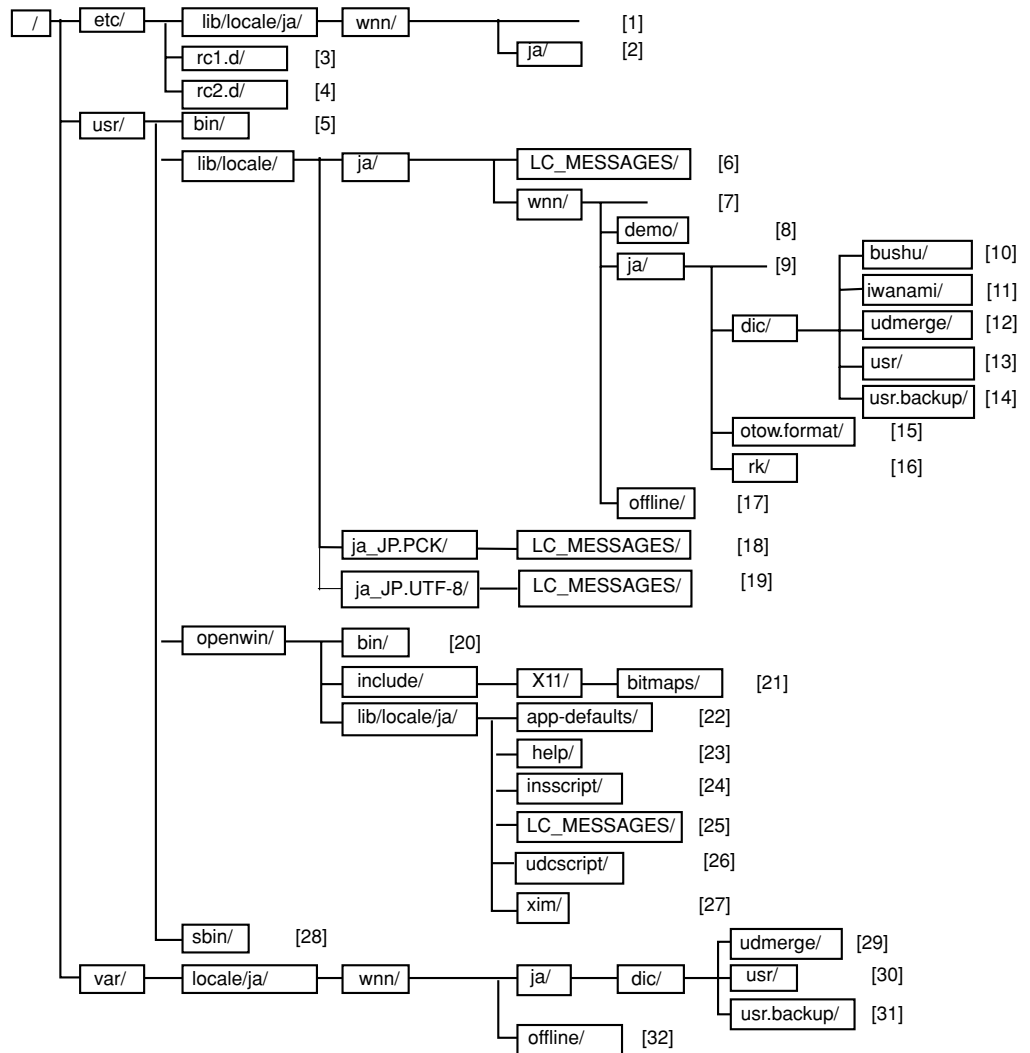 / etc/ lib/locale/ja/ wnn/ [1]
ja/ [2]
rc1.d/ [3]
rc2.d/ [4]
usr/ bin/ [5]
lib/locale/ ja/ LC_MESSAGES/ [6]
wnn/ [7]
demo/ [8]
ja/ [9]
bushu/ [10]
iwanami/ [11]
dic/ udmerge/ [12]
usr/ [13]
usr.backup/ [14]
otow.format/ [15]
rk/ [16]
offline/ [17]
ja_JP.PCK/ LC_MESSAGES/ [18]
ja_JP.UTF-8/ LC_MESSAGES/ [19]
openwin/ bin/ [20]
include/ X11/ bitmaps/ [21]
lib/locale/ja/ app-defaults/ [22]
help/ [23]
insscript/ [24]
LC_MESSAGES/ [25]
udcscript/ [26]
xim/ [27]
sbin/ [28]
udmerge/ [29]
var/ locale/ja/ wnn/ ja/ dic/ usr/ [30]
usr.backup/ [31]
offline/ [32]